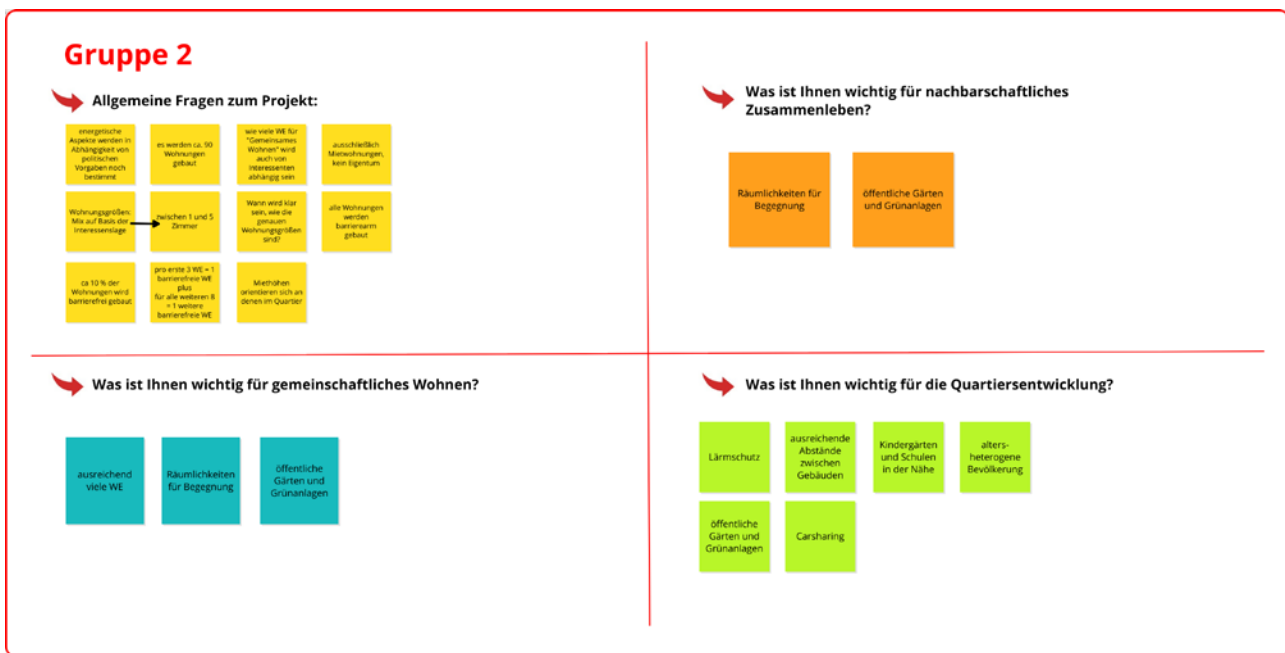 Gruppe 2
Allgemeine Fragen zum Projekt:
energetische
Aspekte werden in
Abhängigkeit von
politischen
Vorgaben noch
bestimmt
es werden ca. 90
Wohnungen
gebaut
wie viele WE für
"Gemeinsames
Wohnen" wird
auch von
Interessenten
abhängig sein
ausschließlich
Mietwohnungen,
kein Eigentum
Wohnungsgrößen:
Mix auf Basis der
Interessenslage
zwischen 1 und 5
Zimmer
Wann wird klar
sein, wie die
genauen
Wohnungsgrößen
sind?
alle Wohnungen
werden
barrierearm
gebaut
ca 10 % der
Wohnungen wird
barrierefrei gebaut
pro erste 3 WE = 1
barrierefreie WE
plus
für alle weiteren 8
= 1 weitere
barrierefreie WE
Miethöhen
orientieren sich an
denen im Quartier
Was ist Ihnen wichtig für nachbarschaftliches
Zusammenleben?
Räumlichkeiten für
Begegnung
öffentliche Gärten
und Grünanlagen
Was ist Ihnen wichtig für gemeinschaftliches Wohnen?
ausreichend
viele WE
Räumlichkeiten
für Begegnung
öffentliche
Gärten und
Grünanlagen
Was ist Ihnen wichtig für die Quartiersentwicklung?
Lärmschutz
ausreichende
Abstände
zwischen
Gebäuden
Kindergärten
und Schulen
in der Nähe
alters-
heterogene
Bevölkerung
öffentliche
Gärten und
Grünanlagen
Carsharing